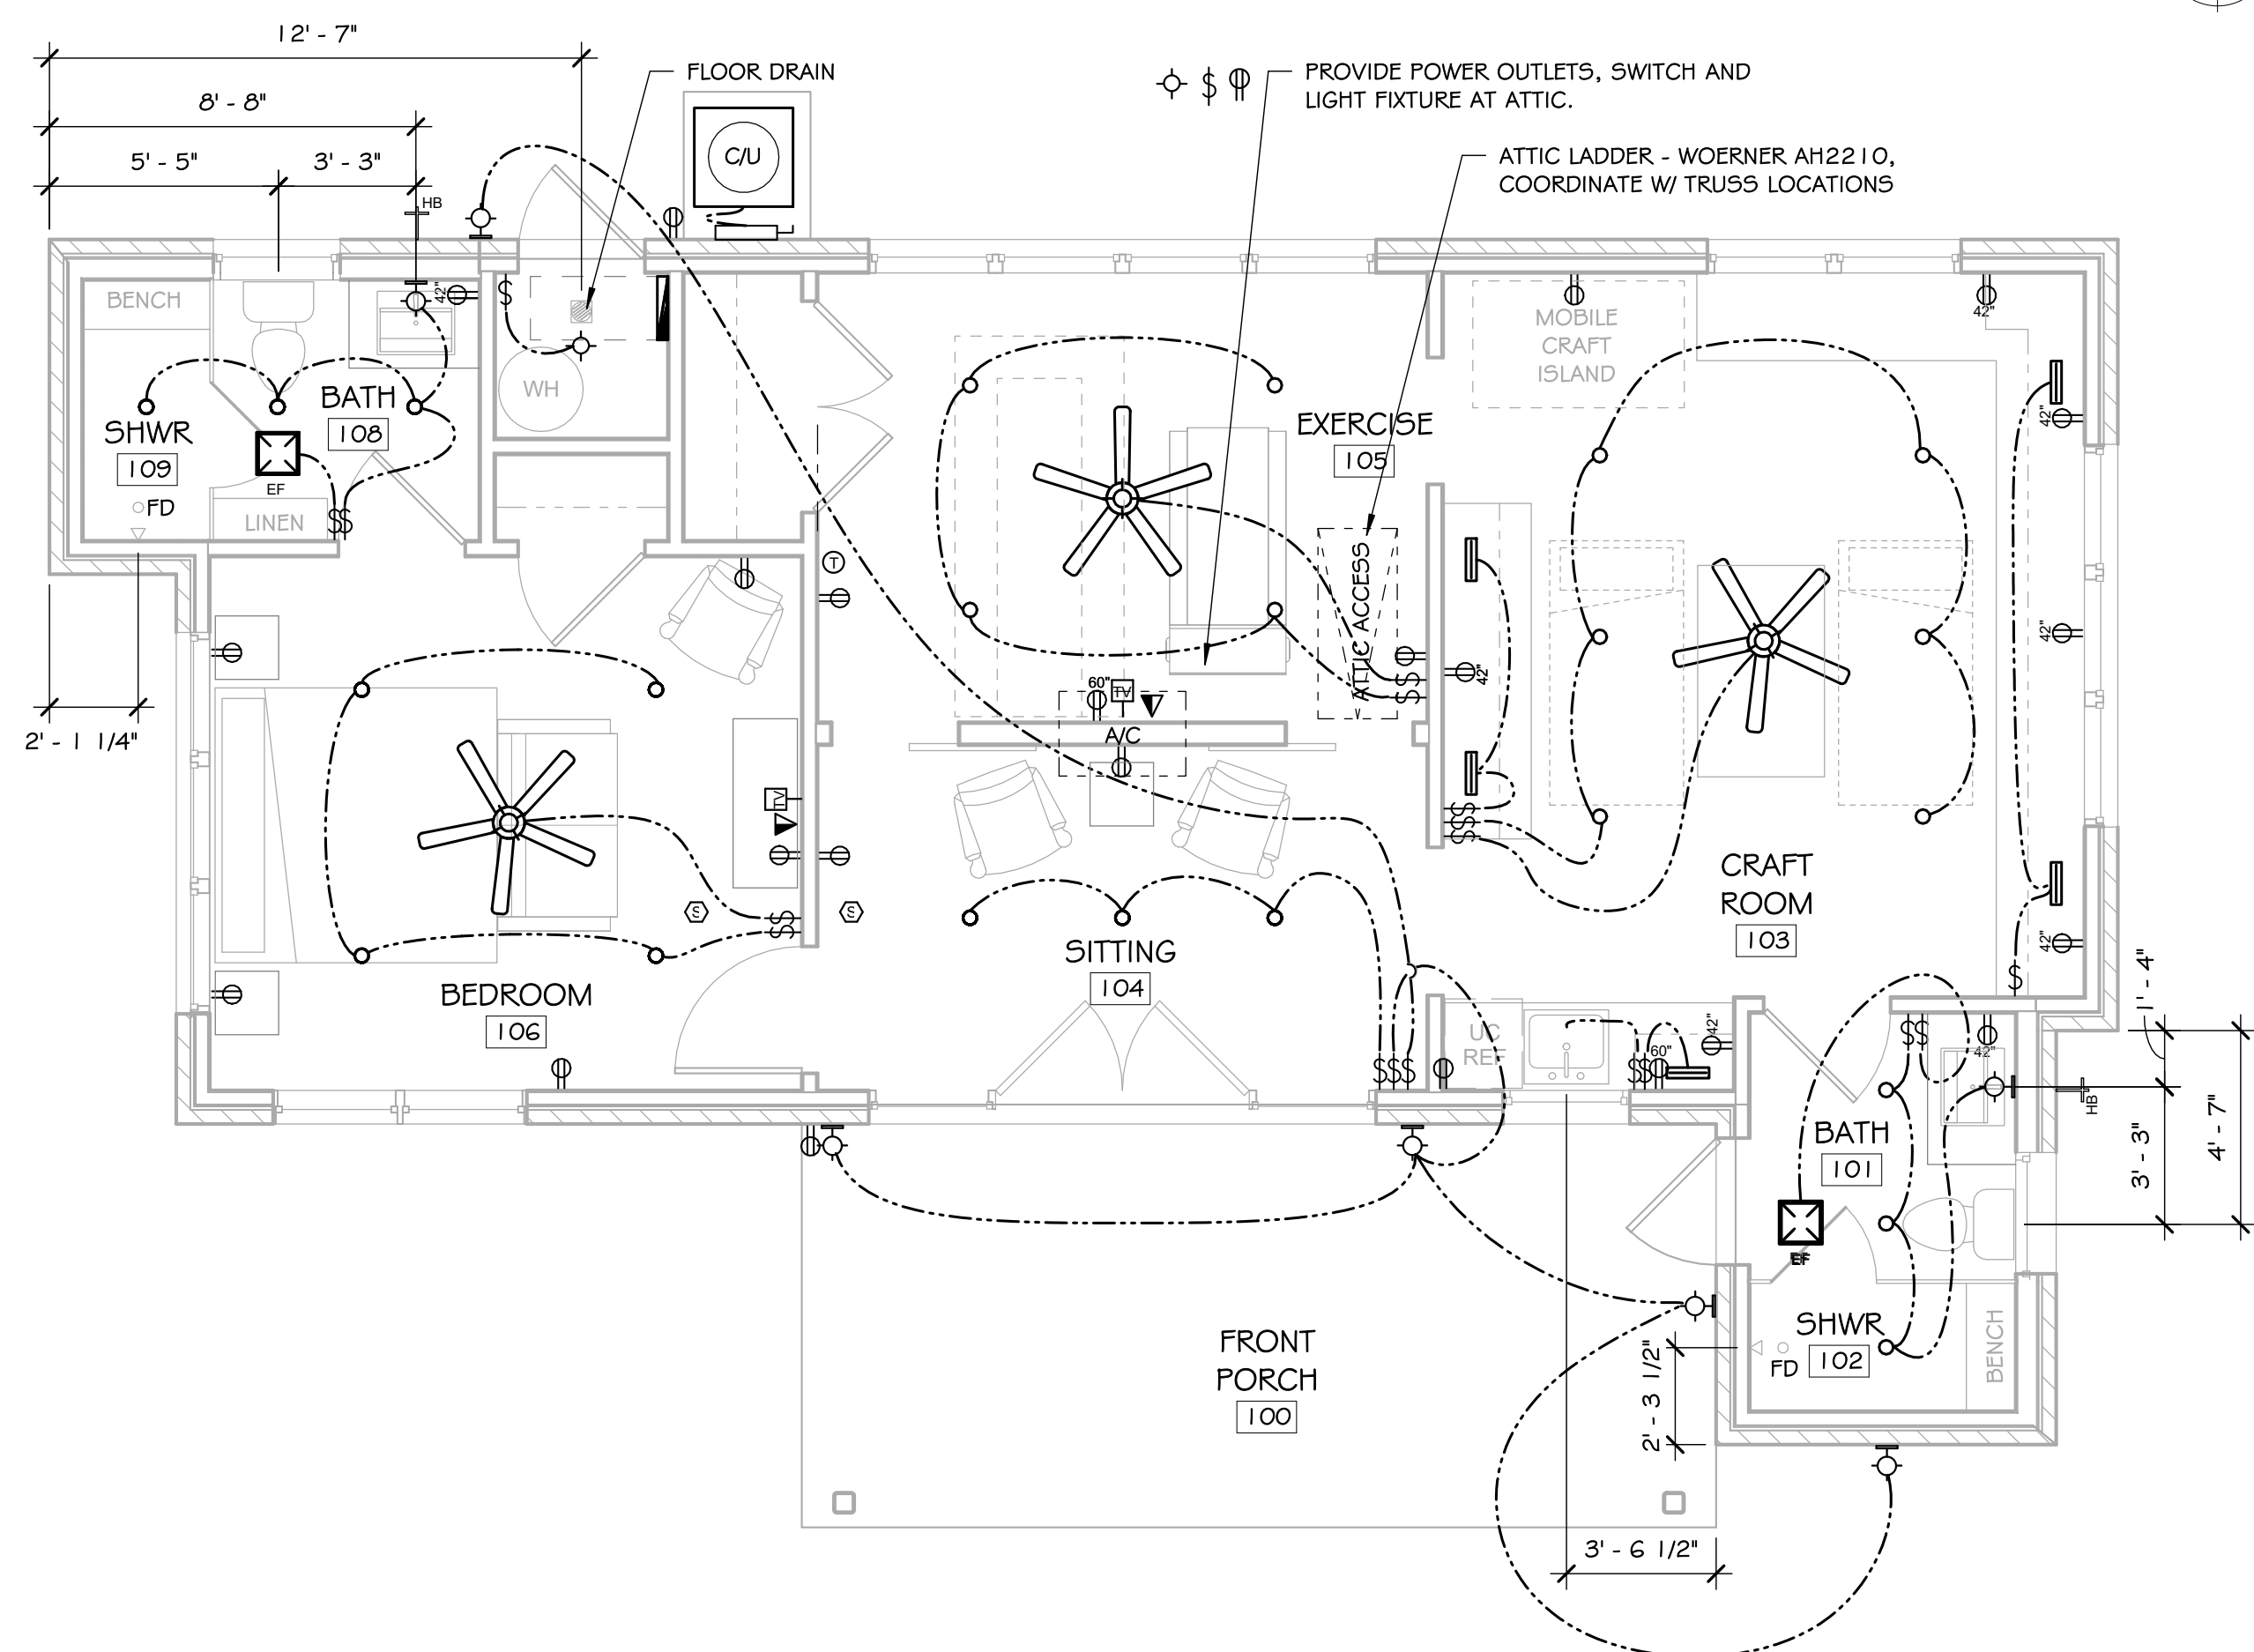 12' - 7"
FLOOR DRAIN
PROVIDE POWER OUTLETS, SWITCH AND
LIGHT FIXTURE AT ATTIC.
8' - 8"
5' - 5"
3' - 3"
C/U
ATTIC LADDER - WOERNER AH2210,
COORDINATE W/ TRUSS LOCATIONS
HB
BENCH
42"
$
MOBILE
CRAFT
ISLAND
42"
WH
BATH
108
SHWR
109
EF
FD
LINEN
$$
EXERCISE
105
42"
T
ATTIC ACCESS
42"
42"
60"
TV
A/C
$$
2' - 1 1/4"
TV
$$$
S
S
$$
CRAFT
ROOM
103
42"
SITTING
104
BEDROOM
106
$
1' - 4"
UC
REF
42"
60"
$$$
$$
$$
42"
HB
BATH
101
3' - 3"
4' - 7"
EF
SHWR
102
FD
BENCH
FRONT
PORCH
100
2' - 3 1/2"
3' - 6 1/2"